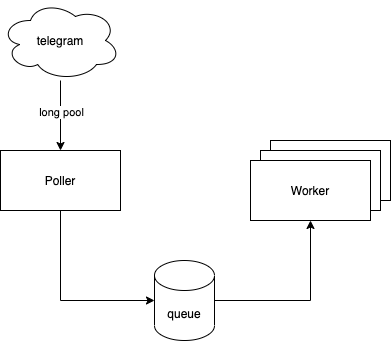 telegram
long pool
Poller
Worker
queue